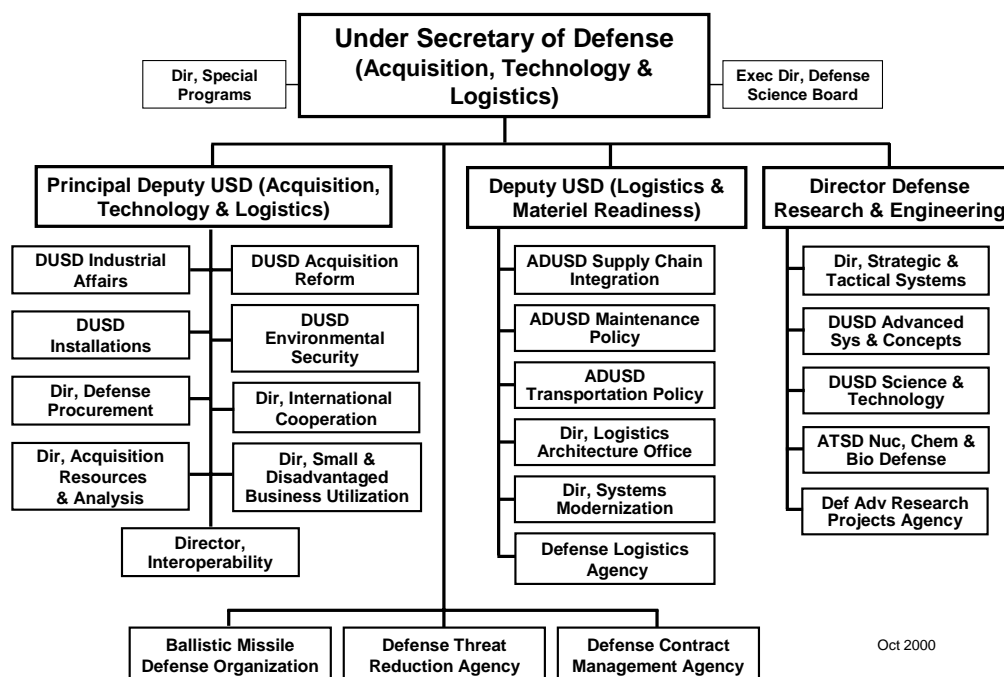 Under Secretary of Defense
(Acquisition, Technology &
Logistics)
Dir, Special
Programs
Exec Dir, Defense
Science Board
Principal Deputy USD (Acquisition,
Technology & Logistics)
Deputy USD (Logistics &
Materiel Readiness)
Director Defense
Research & Engineering
DUSD Industrial
Affairs
DUSD Acquisition
Reform
DUSD
Installations
DUSD
Environmental
Security
Dir, Defense
Procurement
Dir, International
Cooperation
Dir, Acquisition
Resources
& Analysis
Dir, Small &
Disadvantaged
Business Utilization
Director,
Interoperability
ADUSD Supply Chain
Integration
ADUSD Maintenance
Policy
ADUSD
Transportation Policy
Dir, Logistics
Architecture Office
Dir, Systems
Modernization
Defense Logistics
Agency
Dir, Strategic &
Tactical Systems
DUSD Advanced
Sys & Concepts
DUSD Science &
Technology
ATSD Nuc, Chem &
Bio Defense
Def Adv Research
Projects Agency
Ballistic Missile
Defense Organization
Defense Threat
Reduction Agency
Defense Contract
Management Agency
Oct 2000